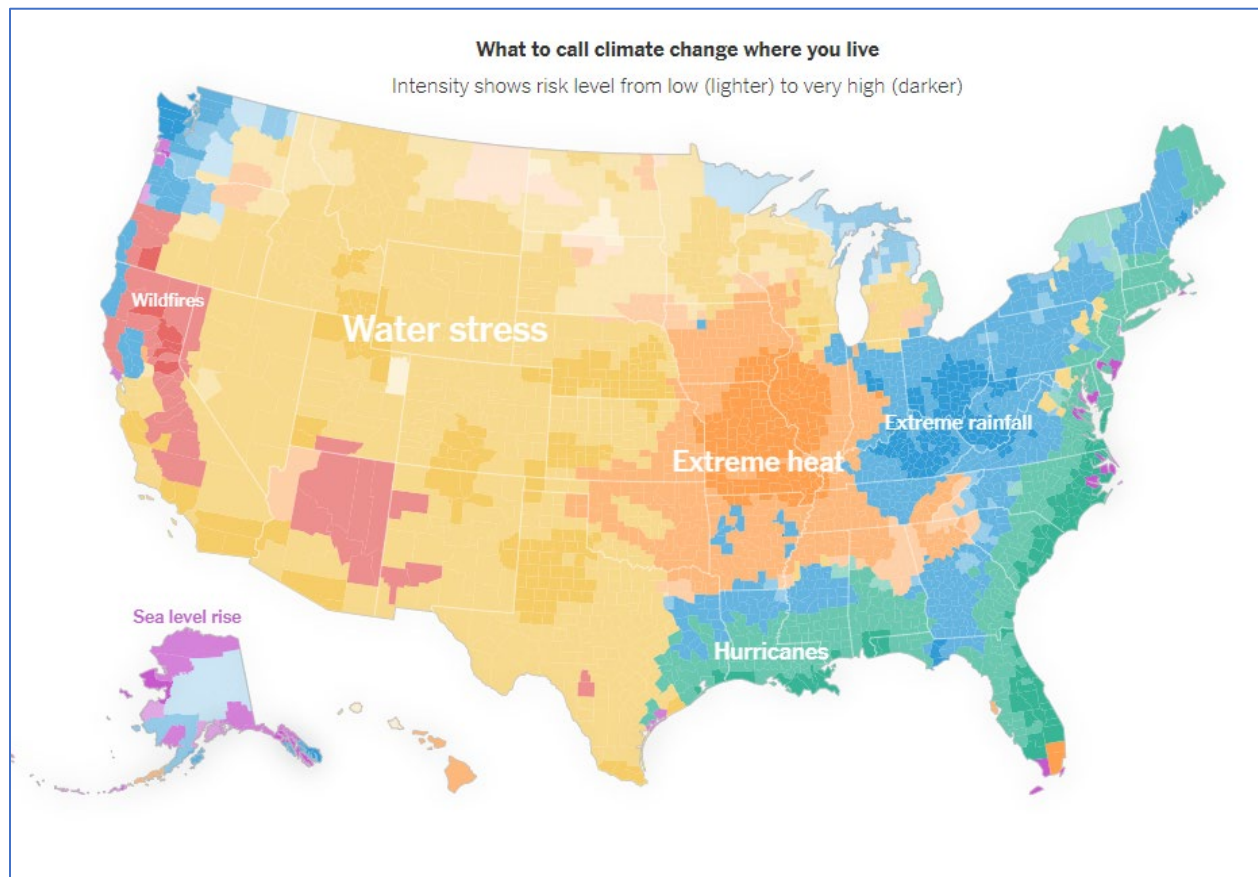 What to call climate change where you live
Intensity shows risk level from low (lighter) to very high (darker)
Wildfires
Water stress
Extreme rainfall
Extreme heat
Sea level rise
Hurricanes